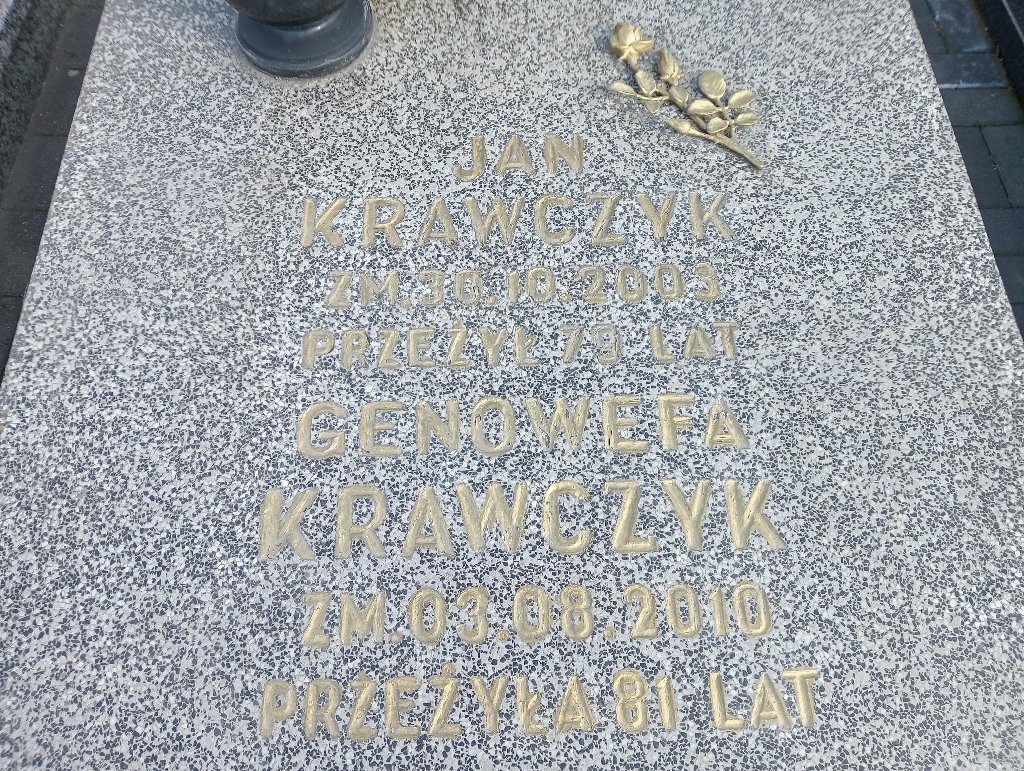 JAN
KRAWCZYK
ZM. 30.10.2003
PRZEŻYŁ 79 LAT
GENOWEFA
KRAWCZYK
ZM. 03.08.2010
PRZEŻYŁA 81 LAT